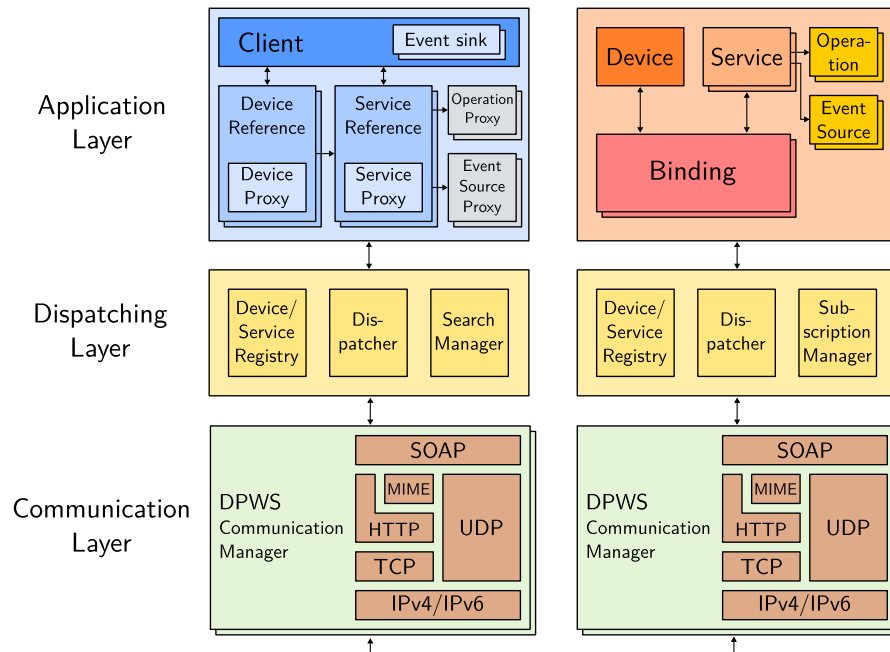 Application
Layer
Client
Event sink
Device
Reference
Device
Proxy
Service
Reference
Service
Proxy
Operation
Proxy
Event
Source
Proxy
Device
Service
Opera-
tion
Event
Source
Binding
Dispatching
Layer
Device/
Service
Registry
Dis-
patcher
Search
Manager
Device/
Service
Registry
Dis-
patcher
Sub-
scription
Manager
Communication
Layer
DPWS
Communication
Manager
SOAP
MIME
HTTP
UDP
TCP
IPv4/IPv6
DPWS
Communication
Manager
SOAP
MIME
HTTP
UDP
TCP
IPv4/IPv6